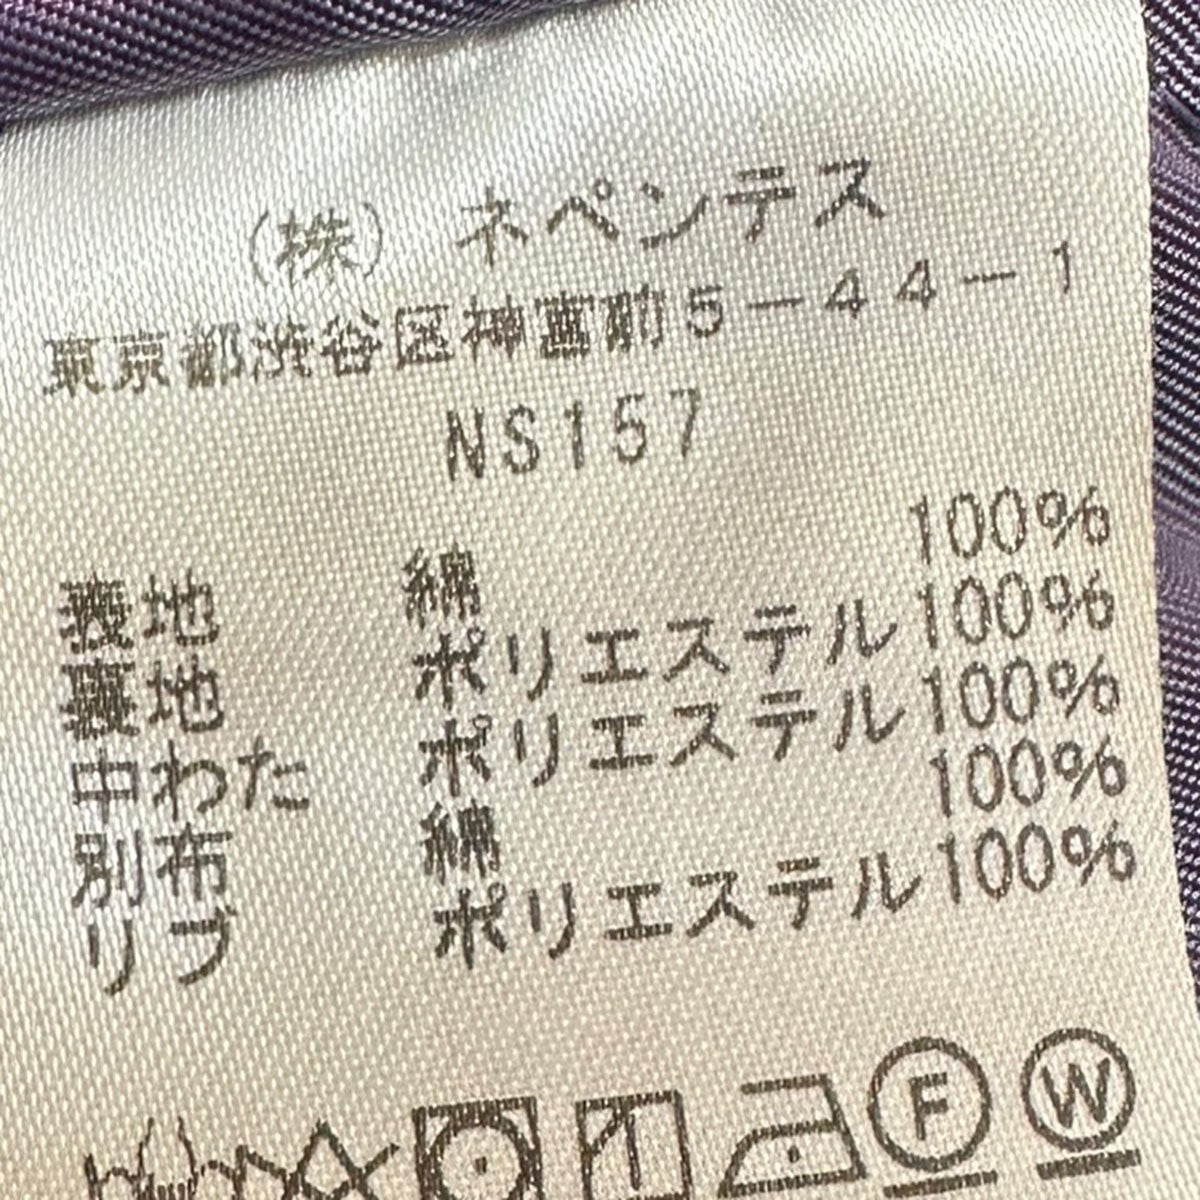 (株) ネペンテス
東京都渋谷区神宮前5-44-1
NS157
表地 綿 100%
裏地 ポリエステル100%
中わた ポリエステル100%
別布 綿 100%
リブ ポリエステル100%
F W